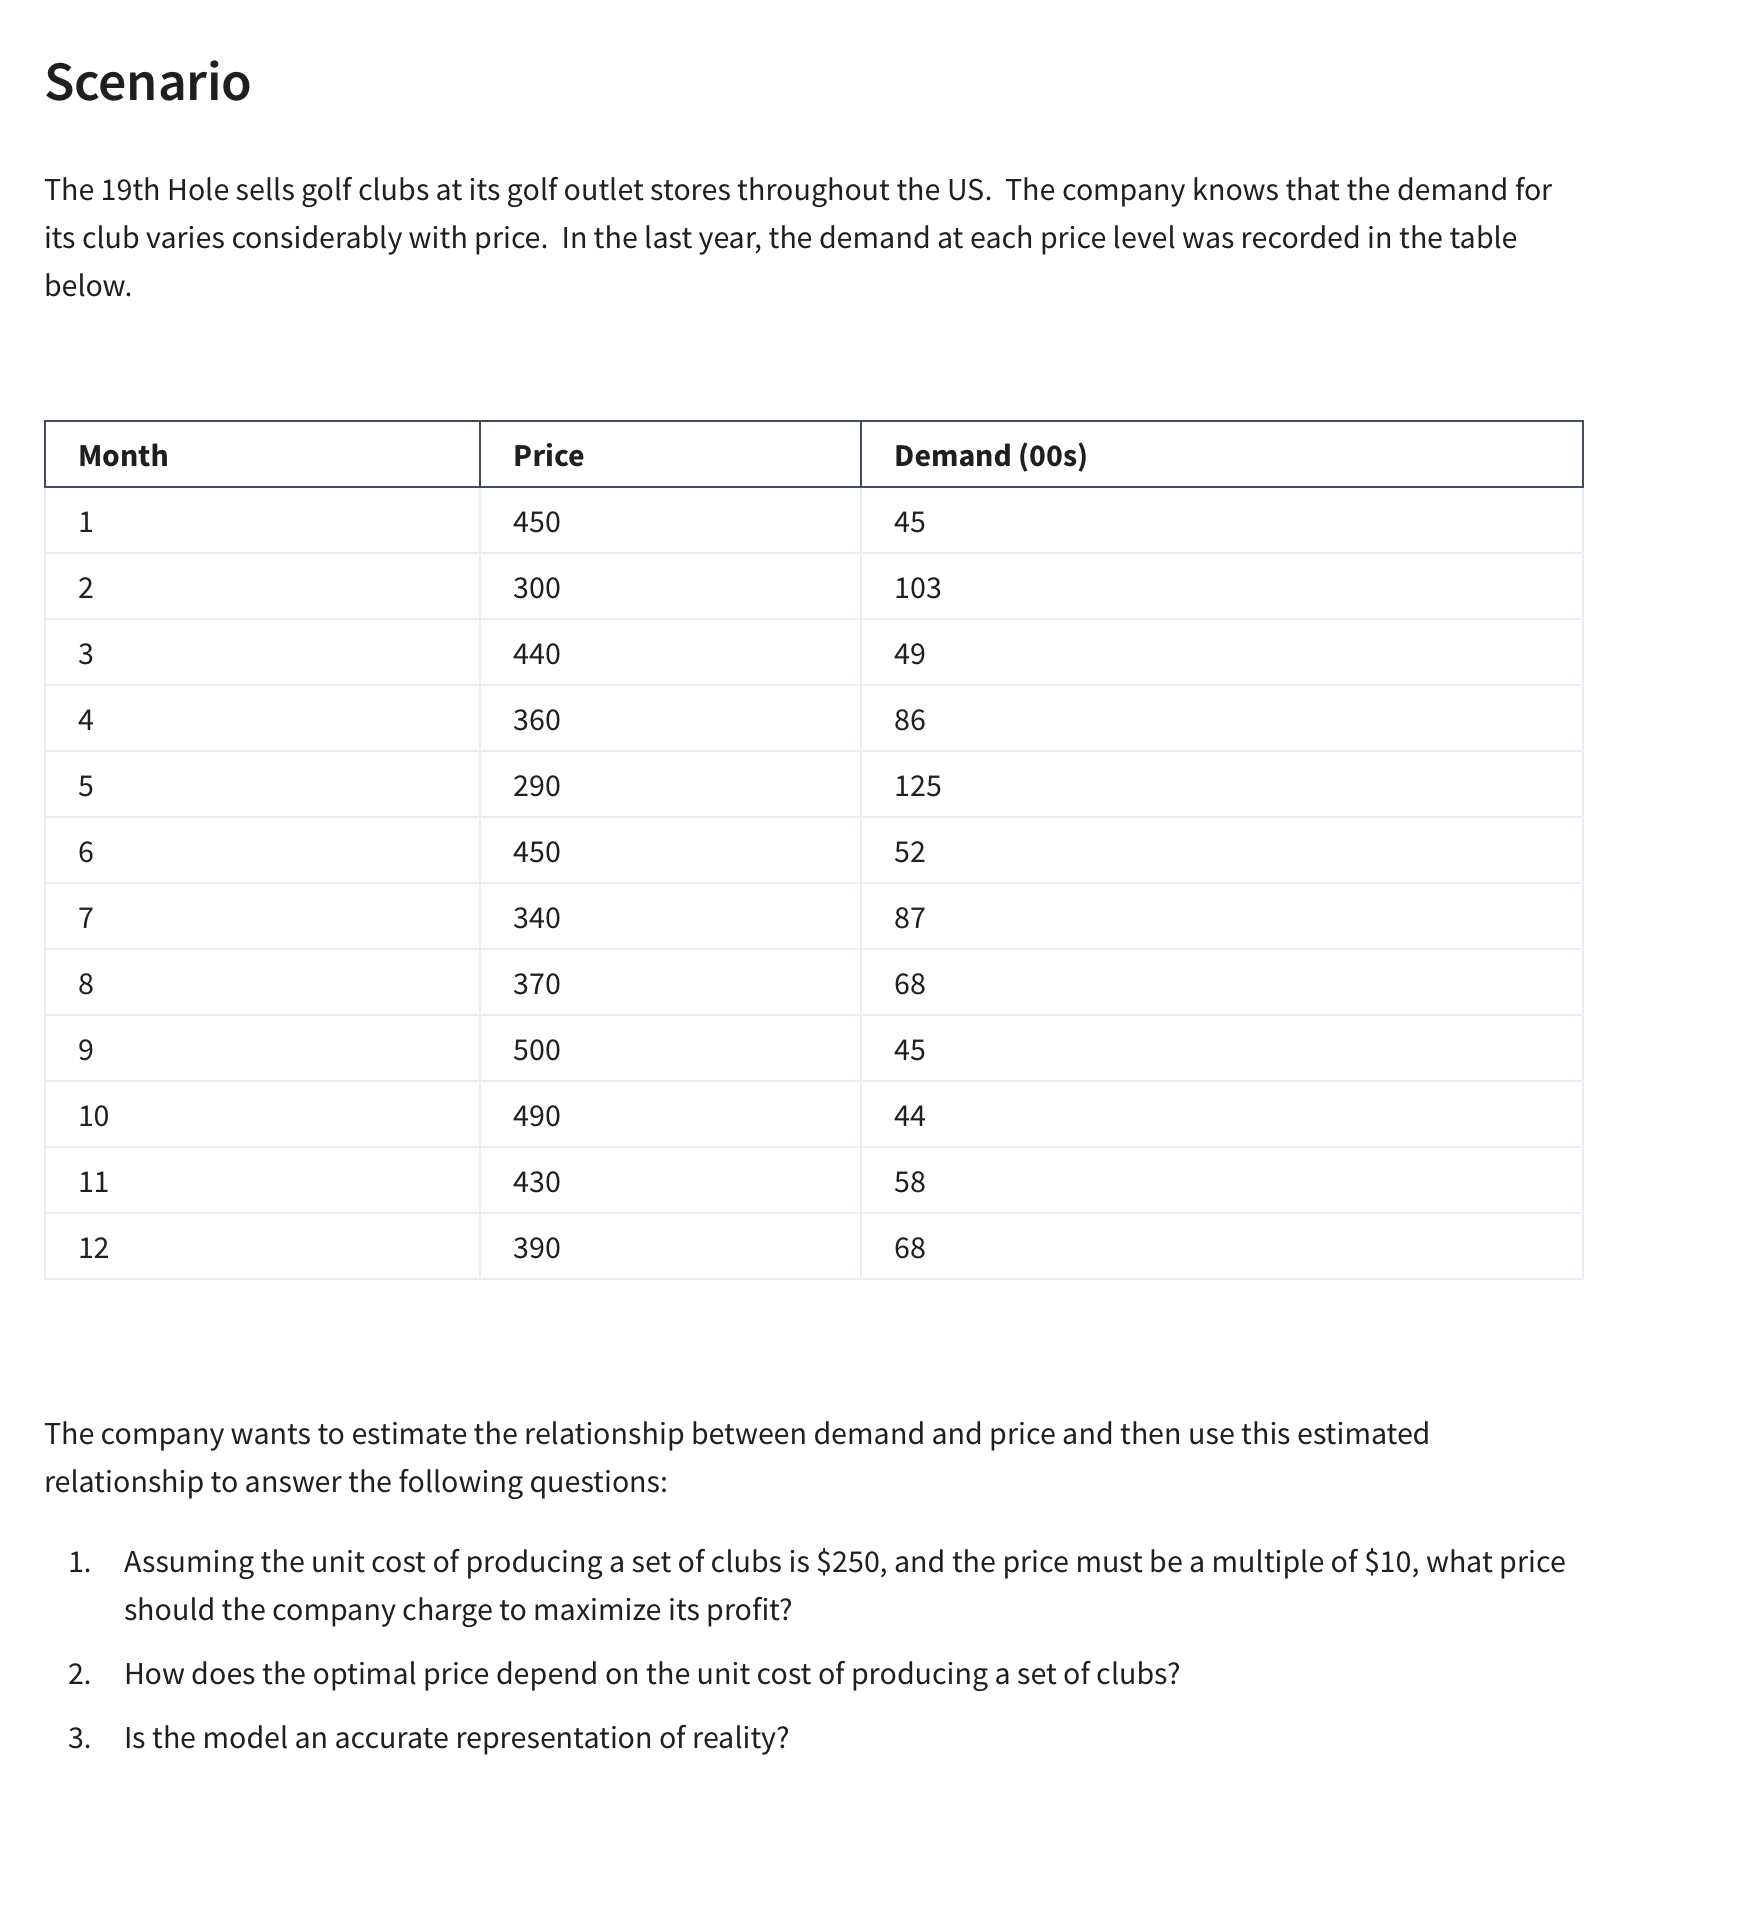 Scenario
The 19th Hole sells golf clubs at its golf outlet stores throughout the US.  The company knows that the demand for
its club varies considerably with price.  In the last year, the demand at each price level was recorded in the table
below.
Month Price Demand (00s)
1 450 45
2 300 103
3 440 49
4 360 86
5 290 125
6 450 52
7 340 87
8 370 68
9 500 45
10 490 44
11 430 58
12 390 68
The company wants to estimate the relationship between demand and price and then use this estimated
relationship to answer the following questions:
1. Assuming the unit cost of producing a set of clubs is $250, and the price must be a multiple of $10, what price
should the company charge to maximize its profit?
2. How does the optimal price depend on the unit cost of producing a set of clubs?
3. Is the model an accurate representation of reality?